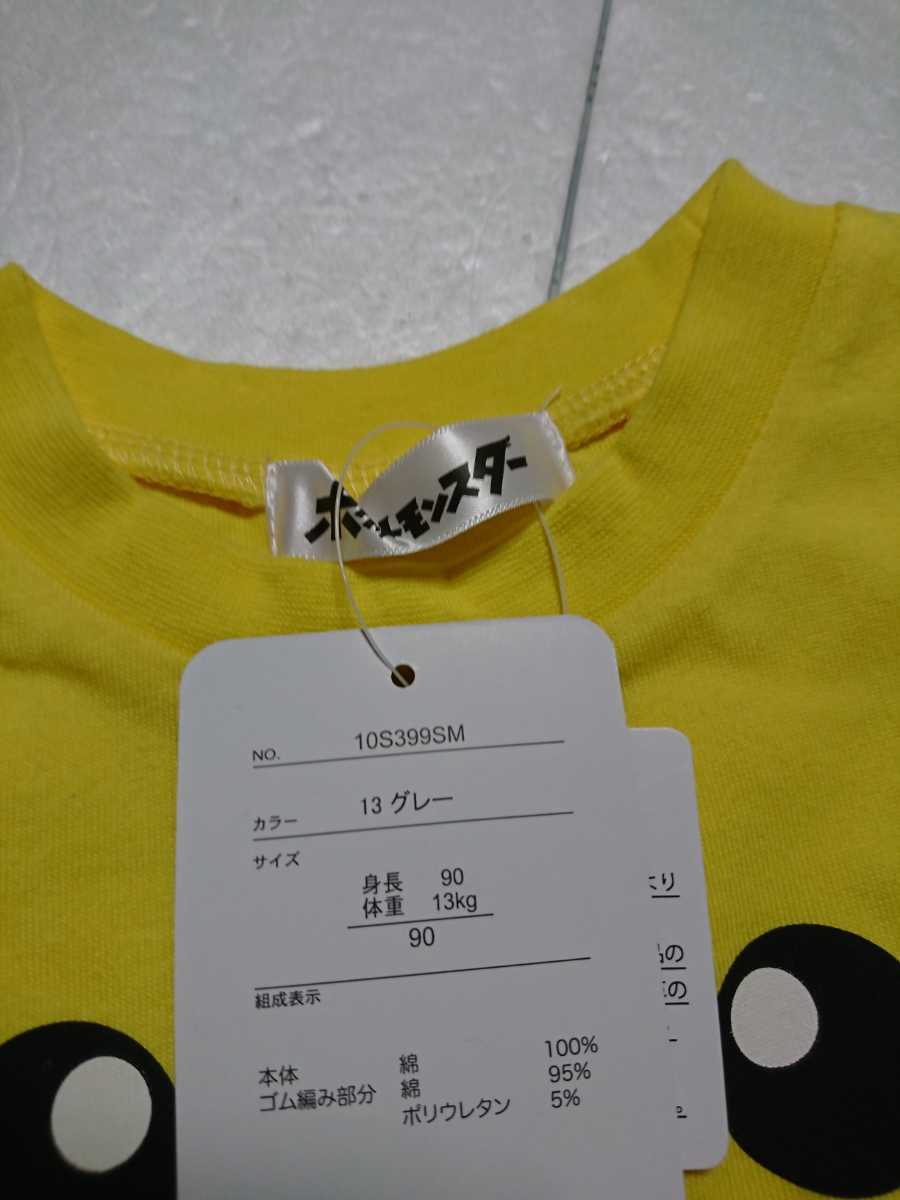 ポケットモンスター
NO. 10S399SM
カラー 13 グレー
サイズ
身長 90
体重 13kg
90
組成表示
本体 綿 100%
ゴム編み部分 綿 95%
ポリウレタン 5%
の
の